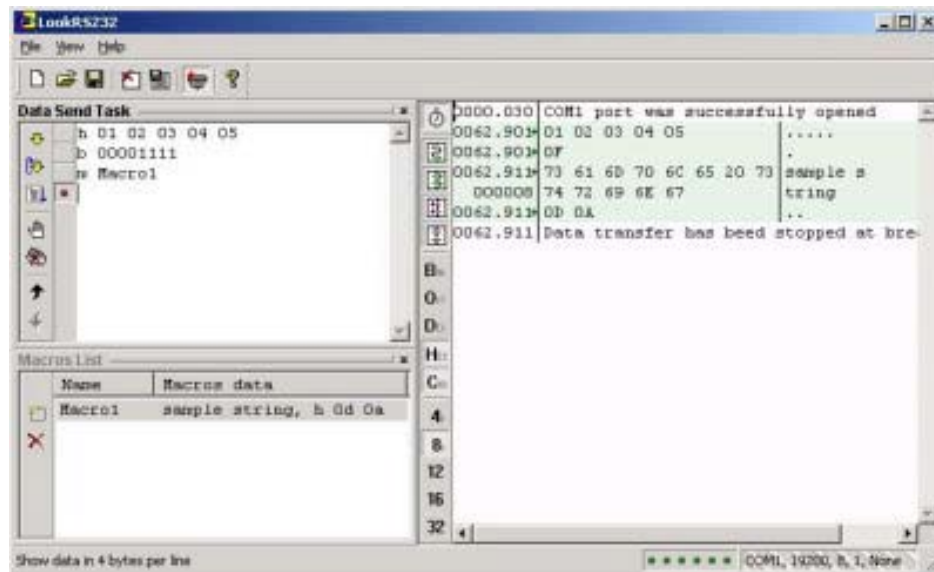 LookRS232
File View Help
Data Send Task
h 01 02 03 04 05
b 00001111
m Macro1
Macros List
Name Macros data
Macro1 sample string, h 0d 0a
0000.030 COM1 port was successfully opened
0062.901 01 02 03 04 05 .....
0062.901 0F .
0062.911 73 61 6D 70 6C 65 20 73 sample s
000008 74 72 69 6E 67 tring
0062.911 0D 0A ..
0062.911 Data transfer has beed stopped at bre
B
O
D
H
C
4
8
12
16
32
Show data in 4 bytes per line
COM1, 19200, 8, 1, None